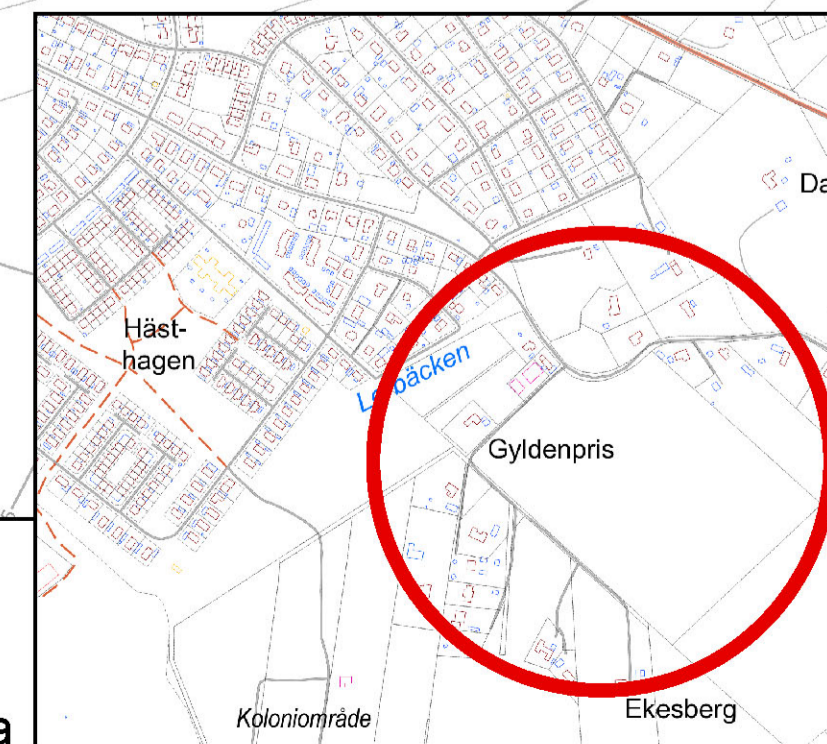 Da
Häst-
hagen
Gyldenpris
Koloniområde
Ekesberg